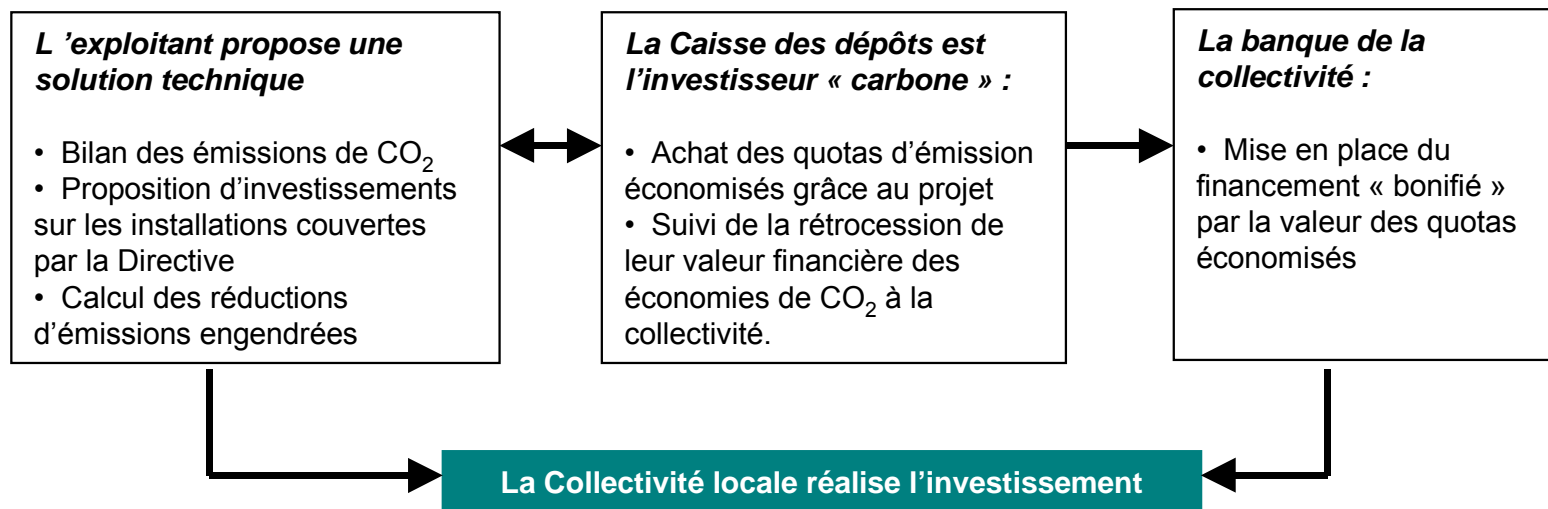 L ’exploitant propose une
solution technique
• Bilan des émissions de CO₂
• Proposition d’investissements
sur les installations couvertes
par la Directive
• Calcul des réductions
d’émissions engendrées
La Caisse des dépôts est
l’investisseur « carbone » :
• Achat des quotas d’émission
économisés grâce au projet
• Suivi de la rétrocession de
leur valeur financière des
économies de CO₂ à la
collectivité.
La banque de la
collectivité :
• Mise en place du
financement « bonifié »
par la valeur des quotas
économisés
La Collectivité locale réalise l’investissement